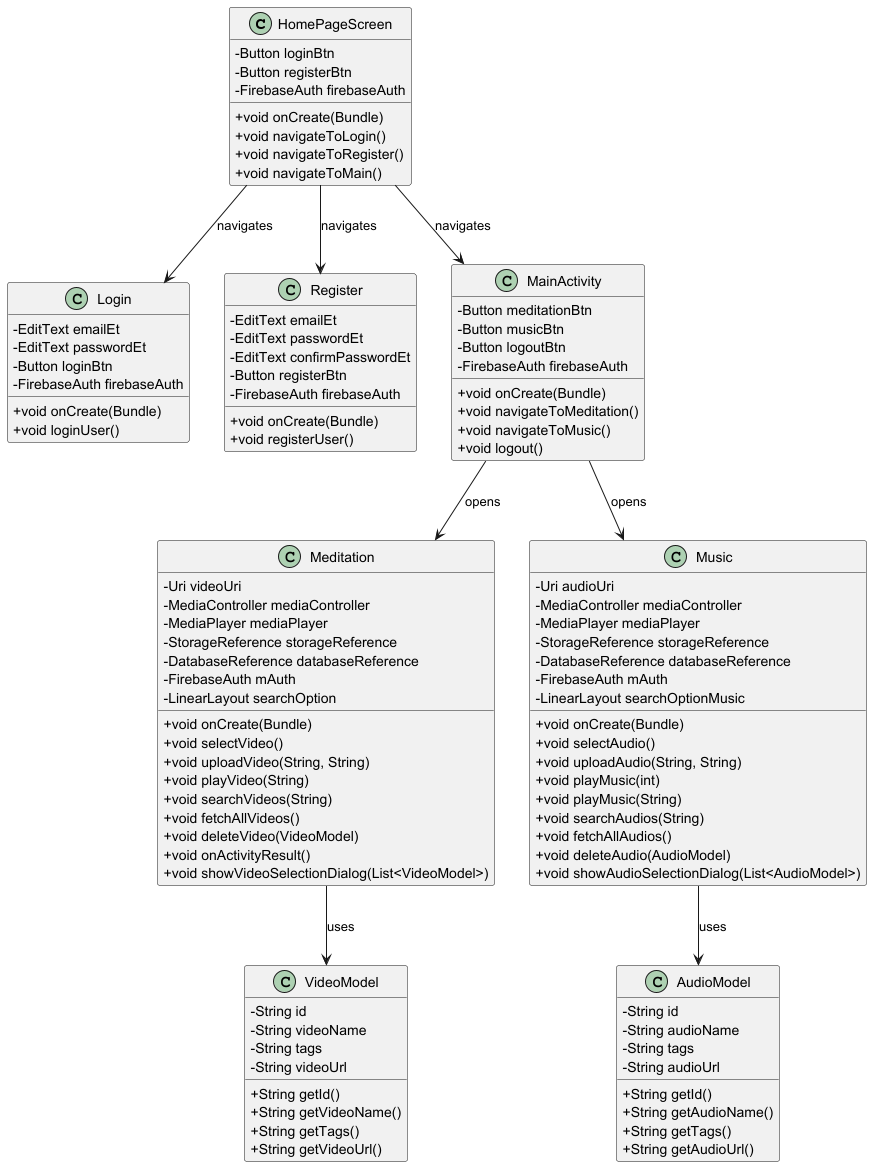 C HomePageScreen
-Button loginBtn
-Button registerBtn
-FirebaseAuth firebaseAuth
+void onCreate(Bundle)
+void navigateToLogin()
+void navigateToRegister()
+void navigateToMain()
navigates
navigates
navigates
C Login
-EditText emailEt
-EditText passwordEt
-Button loginBtn
-FirebaseAuth firebaseAuth
+void onCreate(Bundle)
+void loginUser()
C Register
-EditText emailEt
-EditText passwordEt
-EditText confirmPasswordEt
-Button registerBtn
-FirebaseAuth firebaseAuth
+void onCreate(Bundle)
+void registerUser()
C MainActivity
-Button meditationBtn
-Button musicBtn
-Button logoutBtn
-FirebaseAuth firebaseAuth
+void onCreate(Bundle)
+void navigateToMeditation()
+void navigateToMusic()
+void logout()
opens
opens
C Meditation
-Uri videoUri
-MediaController mediaController
-MediaPlayer mediaPlayer
-StorageReference storageReference
-DatabaseReference databaseReference
-FirebaseAuth mAuth
-LinearLayout searchOption
+void onCreate(Bundle)
+void selectVideo()
+void uploadVideo(String, String)
+void playVideo(String)
+void searchVideos(String)
+void fetchAllVideos()
+void deleteVideo(VideoModel)
+void onActivityResult()
+void showVideoSelectionDialog(List<VideoModel>)
C Music
-Uri audioUri
-MediaController mediaController
-MediaPlayer mediaPlayer
-StorageReference storageReference
-DatabaseReference databaseReference
-FirebaseAuth mAuth
-LinearLayout searchOptionMusic
+void onCreate(Bundle)
+void selectAudio()
+void uploadAudio(String, String)
+void playMusic(int)
+void playMusic(String)
+void searchAudios(String)
+void fetchAllAudios()
+void deleteAudio(AudioModel)
+void showAudioSelectionDialog(List<AudioModel>)
uses
uses
C VideoModel
-String id
-String videoName
-String tags
-String videoUrl
+String getId()
+String getVideoName()
+String getTags()
+String getVideoUrl()
C AudioModel
-String id
-String audioName
-String tags
-String audioUrl
+String getId()
+String getAudioName()
+String getTags()
+String getAudioUrl()